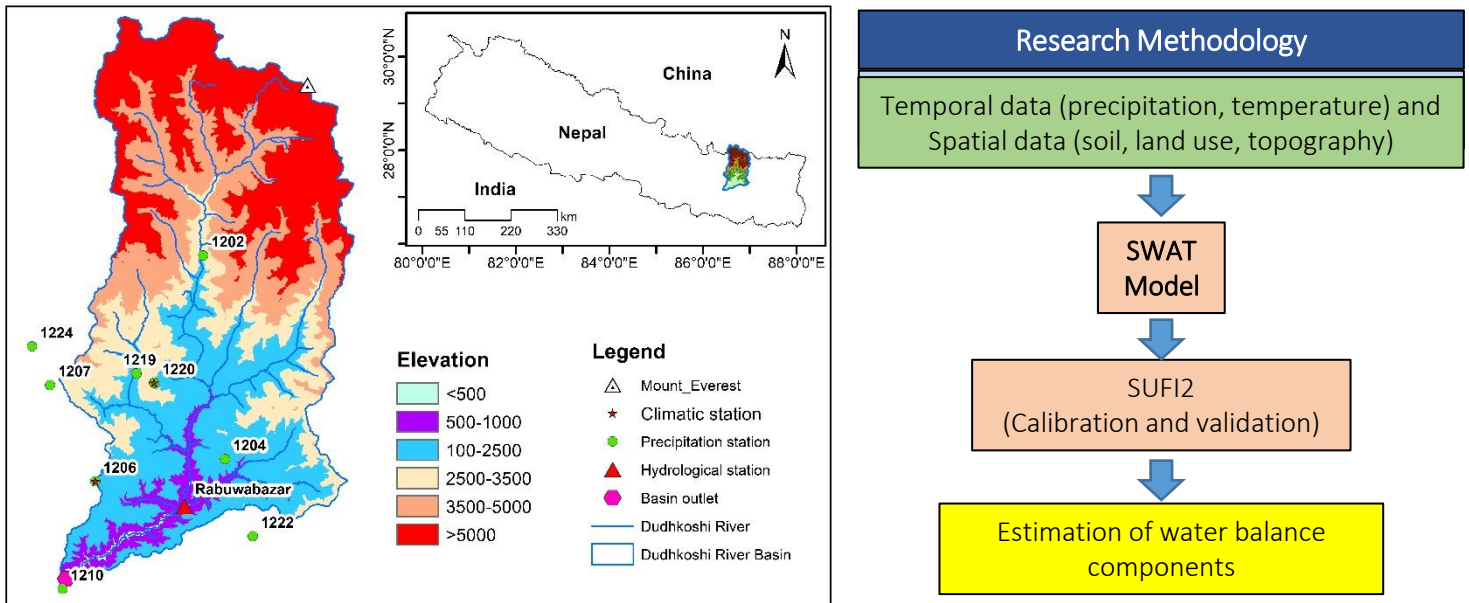 1202
1224
1219
1207
1220
1204
1206
Rabuwabazar
1222
1210
N
China
Nepal
India
km
0 55 110 220 330
30°0'0"N
28°0'0"N
80°0'0"E 82°0'0"E 84°0'0"E 86°0'0"E 88°0'0"E
Elevation
<500
500-1000
100-2500
2500-3500
3500-5000
>5000
Legend
Mount_Everest
Climatic station
Precipitation station
Hydrological station
Basin outlet
Dudhkoshi River
Dudhkoshi River Basin
Research Methodology
Temporal data (precipitation, temperature) and
Spatial data (soil, land use, topography)
SWAT
Model
SUFI2
(Calibration and validation)
Estimation of water balance
components